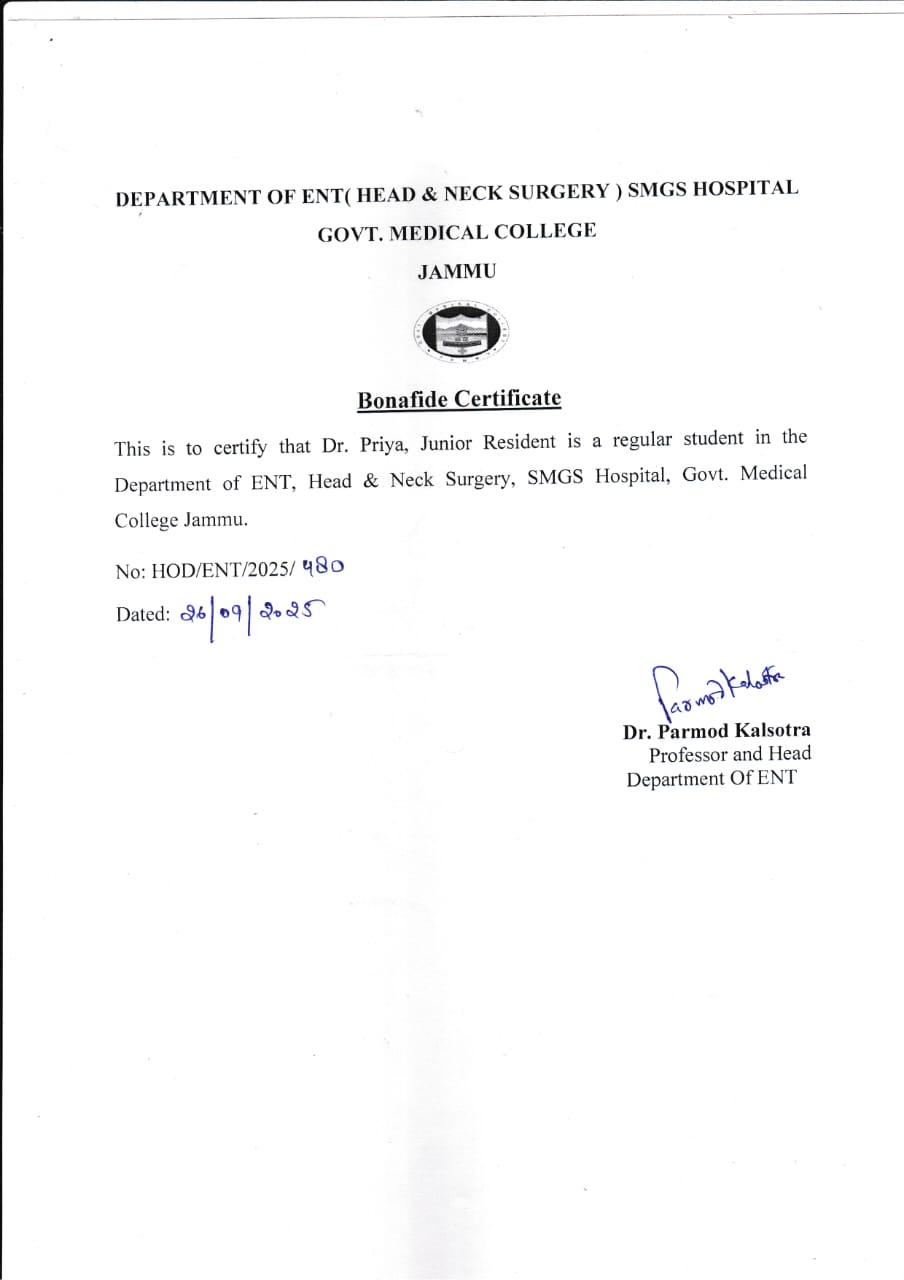 DEPARTMENT OF ENT( HEAD & NECK SURGERY ) SMGS HOSPITAL
GOVT. MEDICAL COLLEGE
JAMMU
Bonafide Certificate
This is to certify that Dr. Priya, Junior Resident is a regular student in the
Department of ENT, Head & Neck Surgery, SMGS Hospital, Govt. Medical
College Jammu.
No: HOD/ENT/2025/ 480
Dated: 26/09/2025
Parmod Kalsotra
Dr. Parmod Kalsotra
Professor and Head
Department Of ENT